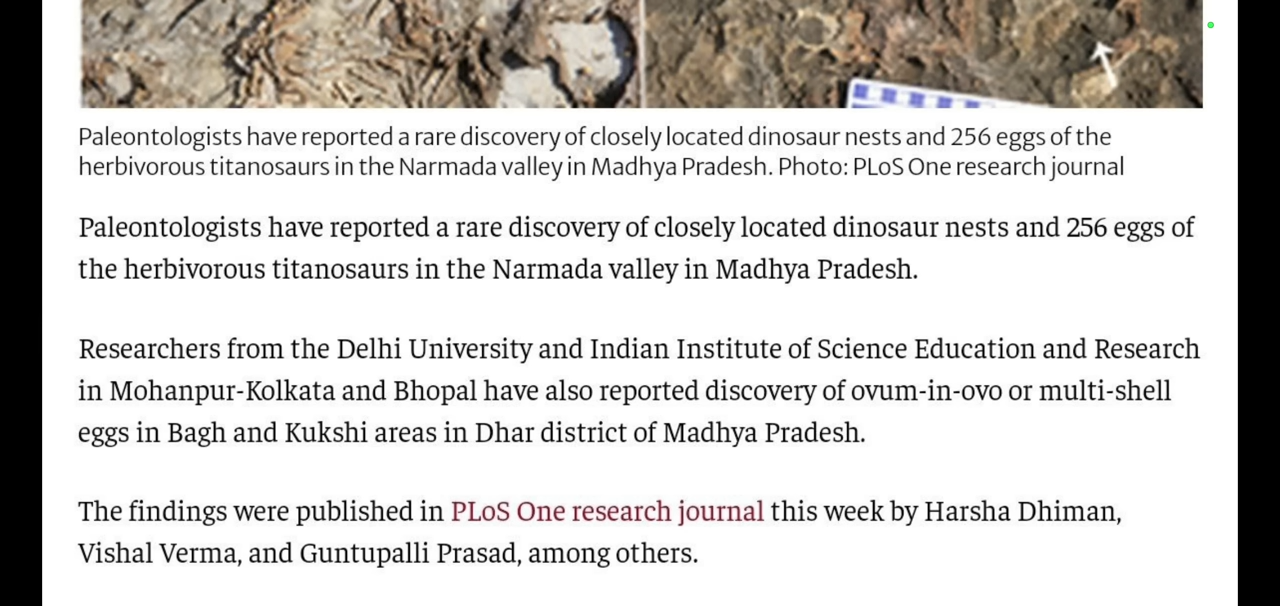 Paleontologists have reported a rare discovery of closely located dinosaur nests and 256 eggs of the
herbivorous titanosaurs in the Narmada valley in Madhya Pradesh. Photo: PLoS One research journal
Paleontologists have reported a rare discovery of closely located dinosaur nests and 256 eggs of
the herbivorous titanosaurs in the Narmada valley in Madhya Pradesh.
Researchers from the Delhi University and Indian Institute of Science Education and Research
in Mohanpur-Kolkata and Bhopal have also reported discovery of ovum-in-ovo or multi-shell
eggs in Bagh and Kukshi areas in Dhar district of Madhya Pradesh.
The findings were published in PLoS One research journal this week by Harsha Dhiman,
Vishal Verma, and Guntupalli Prasad, among others.